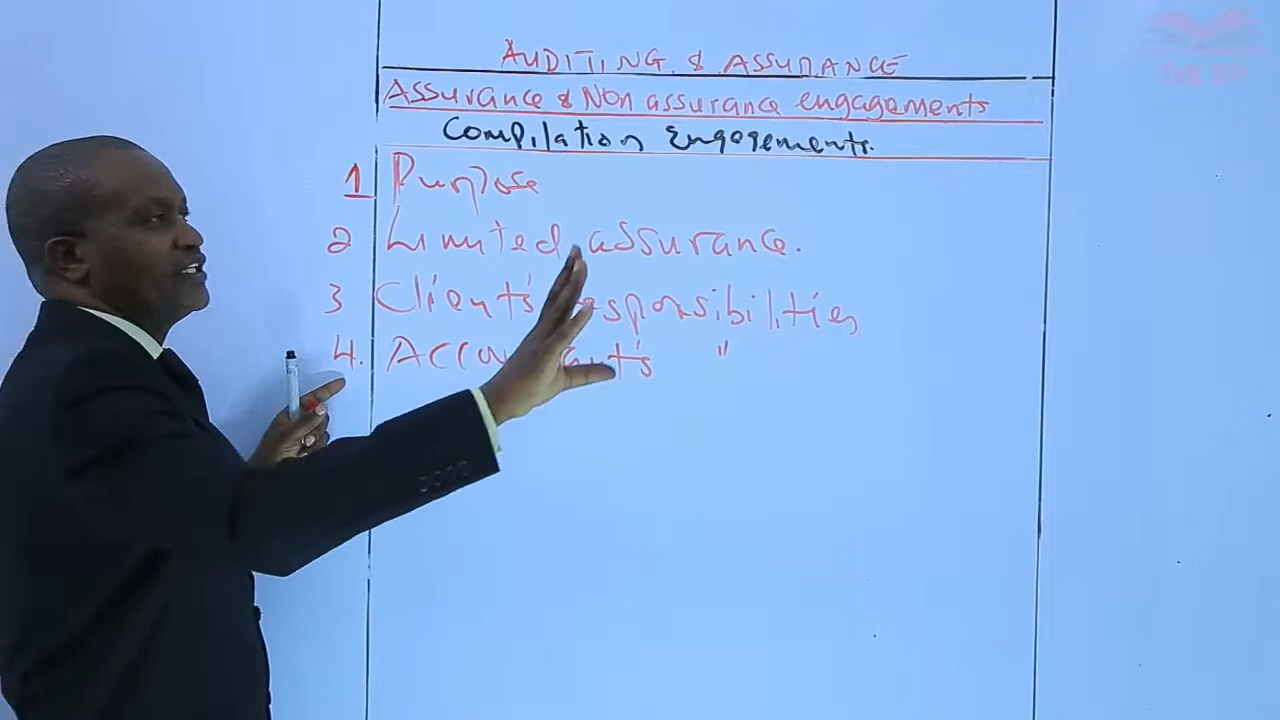 AUDITING & ASSURANCE
Assurance & Non assurance engagements
Compilation Engagements.
1 Purpose
2 Limited assurance.
3 Client's responsibilities
4. Accountant's "